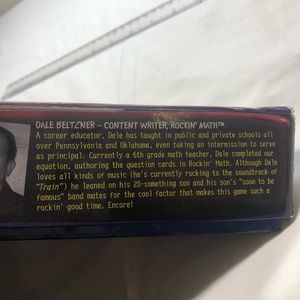 DALE BELTZNER – CONTENT WRITER, ROCKIN' MATH™
A career educator, Dale has taught in public and private schools all
over Pennsylvania and Oklahoma, even taking an intermission to serve
as principal. Currently a 6th grade math teacher, Dale completed our
equation, authoring the question cards in Rockin' Math. Although Dale
loves all kinds of music (he's currently rocking to the soundtrack of
"Train") he leaned on his 20-something son and his son's "soon to be
famous" band mates for the cool factor that makes this game such a
rockin' good time. Encore!